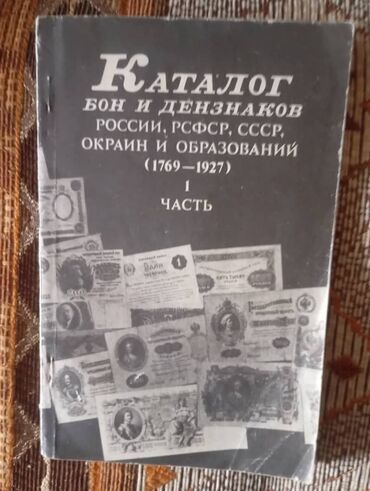 КАТАЛОГ
БОН И ДЕНЗНАКОВ
РОССИИ, РСФСР, СССР,
ОКРАИН И ОБРАЗОВАНИЙ
(1769—1927)
I
ЧАСТЬ